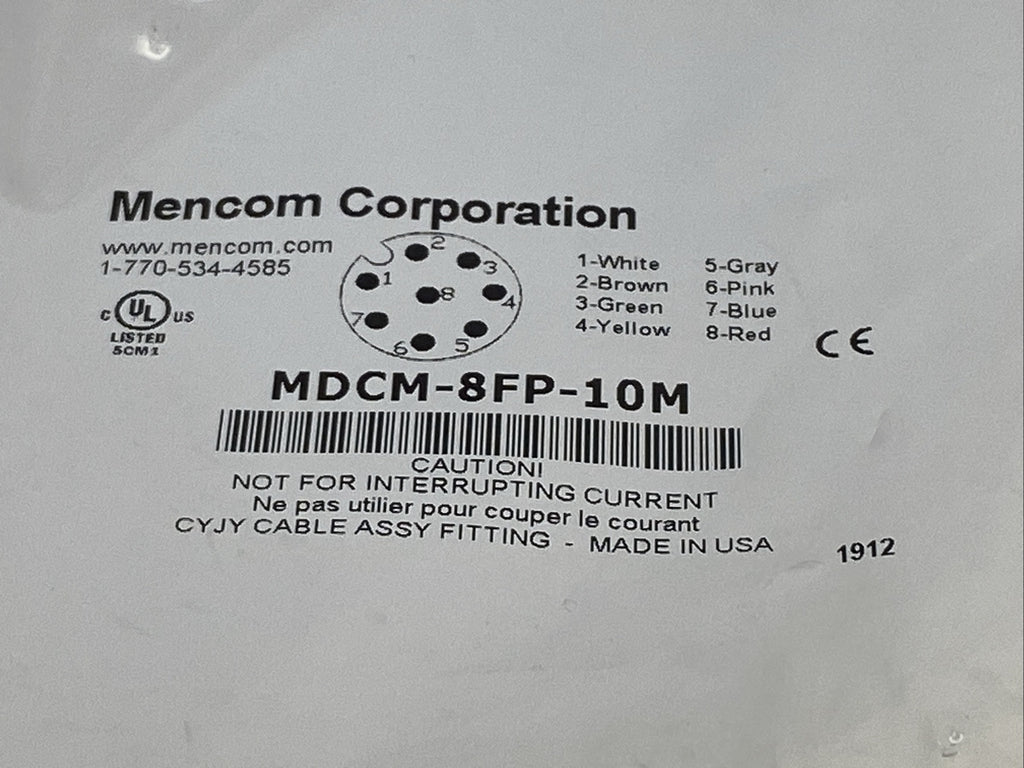 Mencom Corporation
www.mencom.com
1-770-534-4585
c UL us
LISTED
5CM1
1
2
3
4
5
6
7
8
1-White 5-Gray
2-Brown 6-Pink
3-Green 7-Blue
4-Yellow 8-Red
CE
MDCM-8FP-10M
CAUTION!
NOT FOR INTERRUPTING CURRENT
Ne pas utilier pour couper le courant
CYJY CABLE ASSY FITTING - MADE IN USA
1912